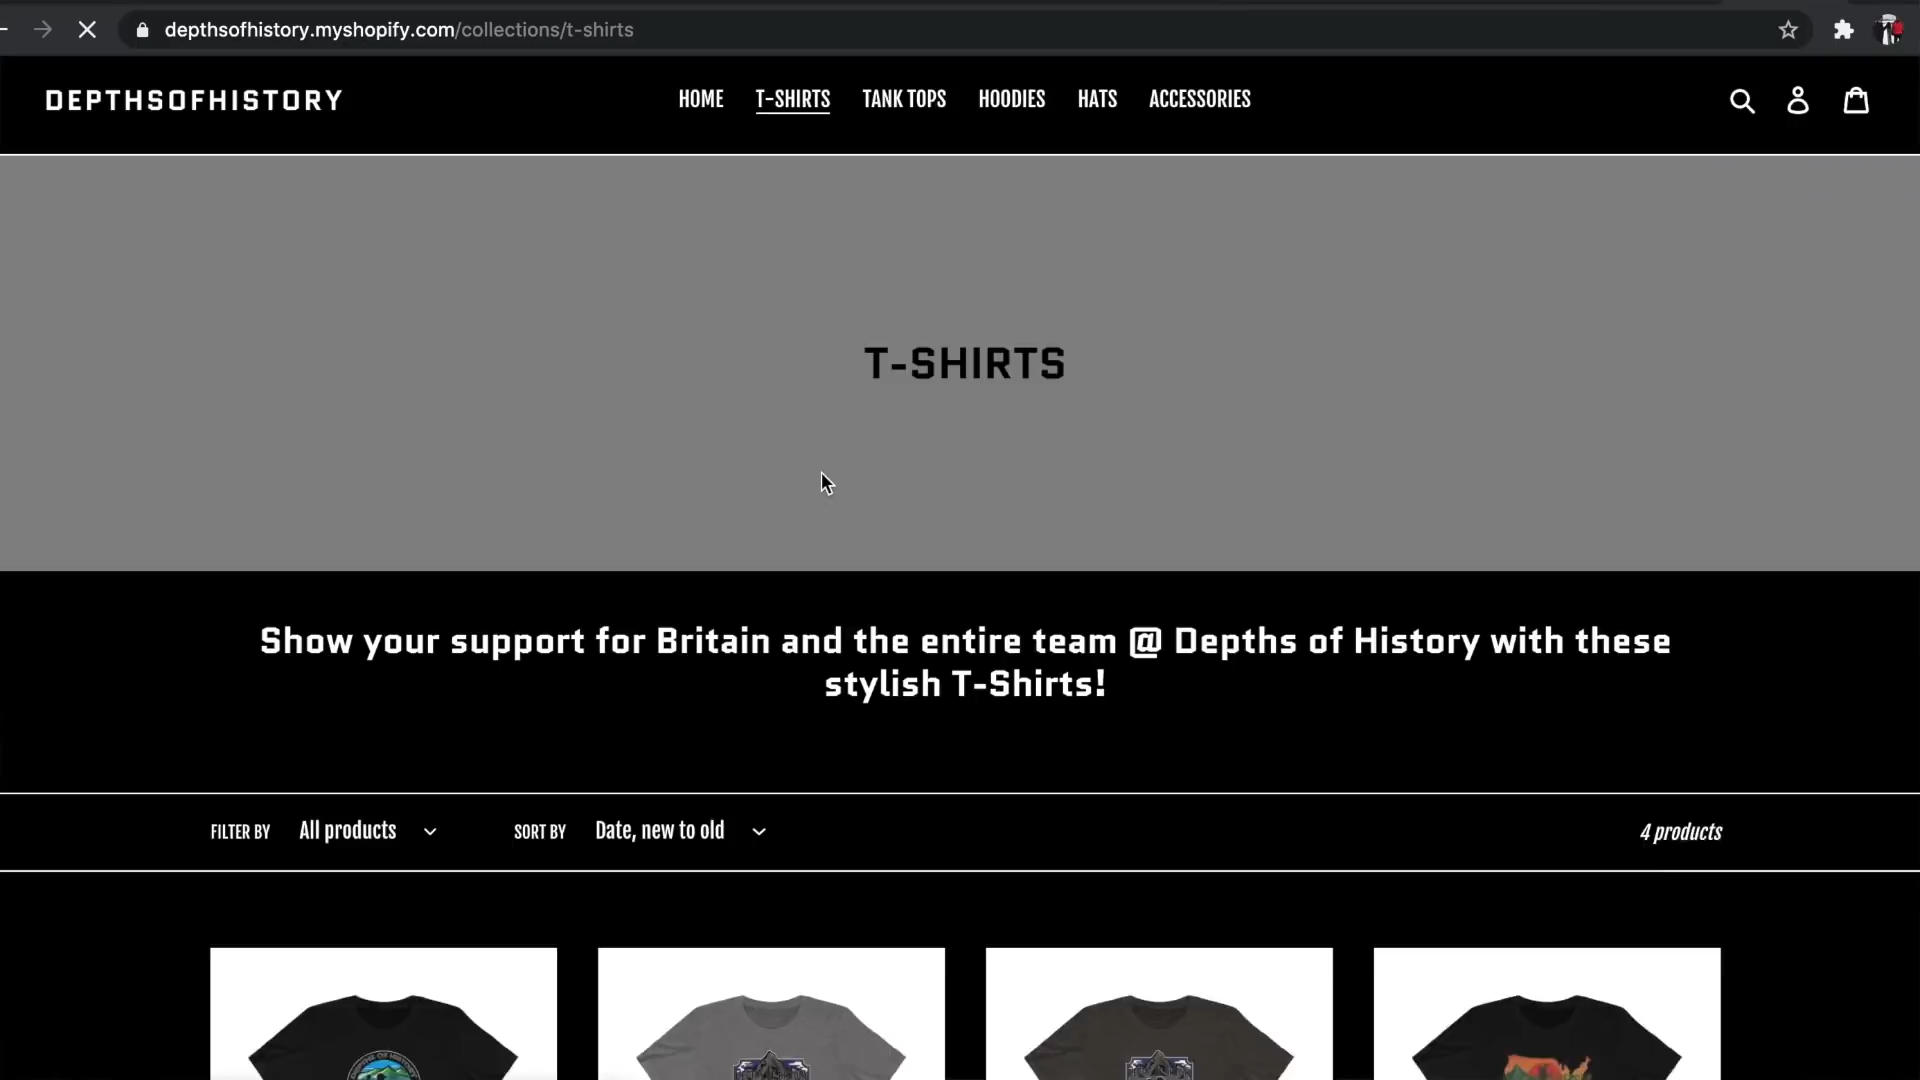 depthsofhistory.myshopify.com/collections/t-shirts
DEPTHSOFHISTORY
HOME T-SHIRTS TANK TOPS HOODIES HATS ACCESSORIES
T-SHIRTS
Show your support for Britain and the entire team @ Depths of History with these
stylish T-Shirts!
FILTER BY All products SORT BY Date, new to old 4 products